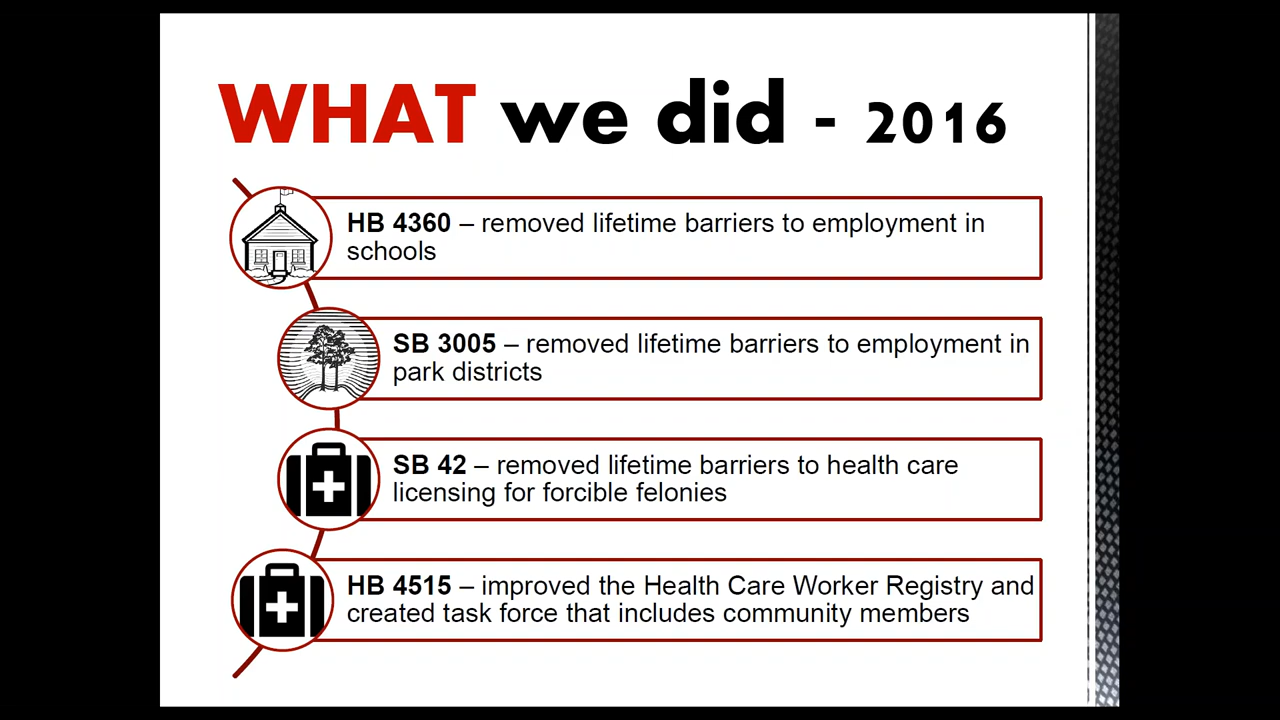 WHAT we did - 2016
HB 4360 – removed lifetime barriers to employment in
schools
SB 3005 – removed lifetime barriers to employment in
park districts
SB 42 – removed lifetime barriers to health care
licensing for forcible felonies
HB 4515 – improved the Health Care Worker Registry and
created task force that includes community members